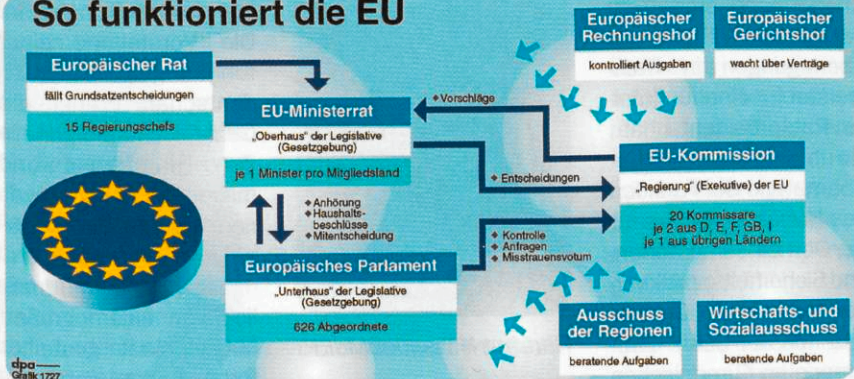 So funktioniert die EU
Europäischer Rat
fällt Grundsatzentscheidungen
15 Regierungschefs
EU-Ministerrat
„Oberhaus“ der Legislative
(Gesetzgebung)
je 1 Minister pro Mitgliedsland
Vorschläge
Entscheidungen
Europäischer
Rechnungshof
kontrolliert Ausgaben
Europäischer
Gerichtshof
wacht über Verträge
EU-Kommission
„Regierung“ (Exekutive) der EU
20 Kommissare
je 2 aus D, E, F, GB, I
je 1 aus übrigen Ländern
Anhörung
Haushalts-
beschlüsse
Mitentscheidung
Kontrolle
Anfragen
Misstrauensvotum
Europäisches Parlament
„Unterhaus“ der Legislative
(Gesetzgebung)
626 Abgeordnete
Ausschuss
der Regionen
beratende Aufgaben
Wirtschafts- und
Sozialausschuss
beratende Aufgaben
dpa
Grafik 1727